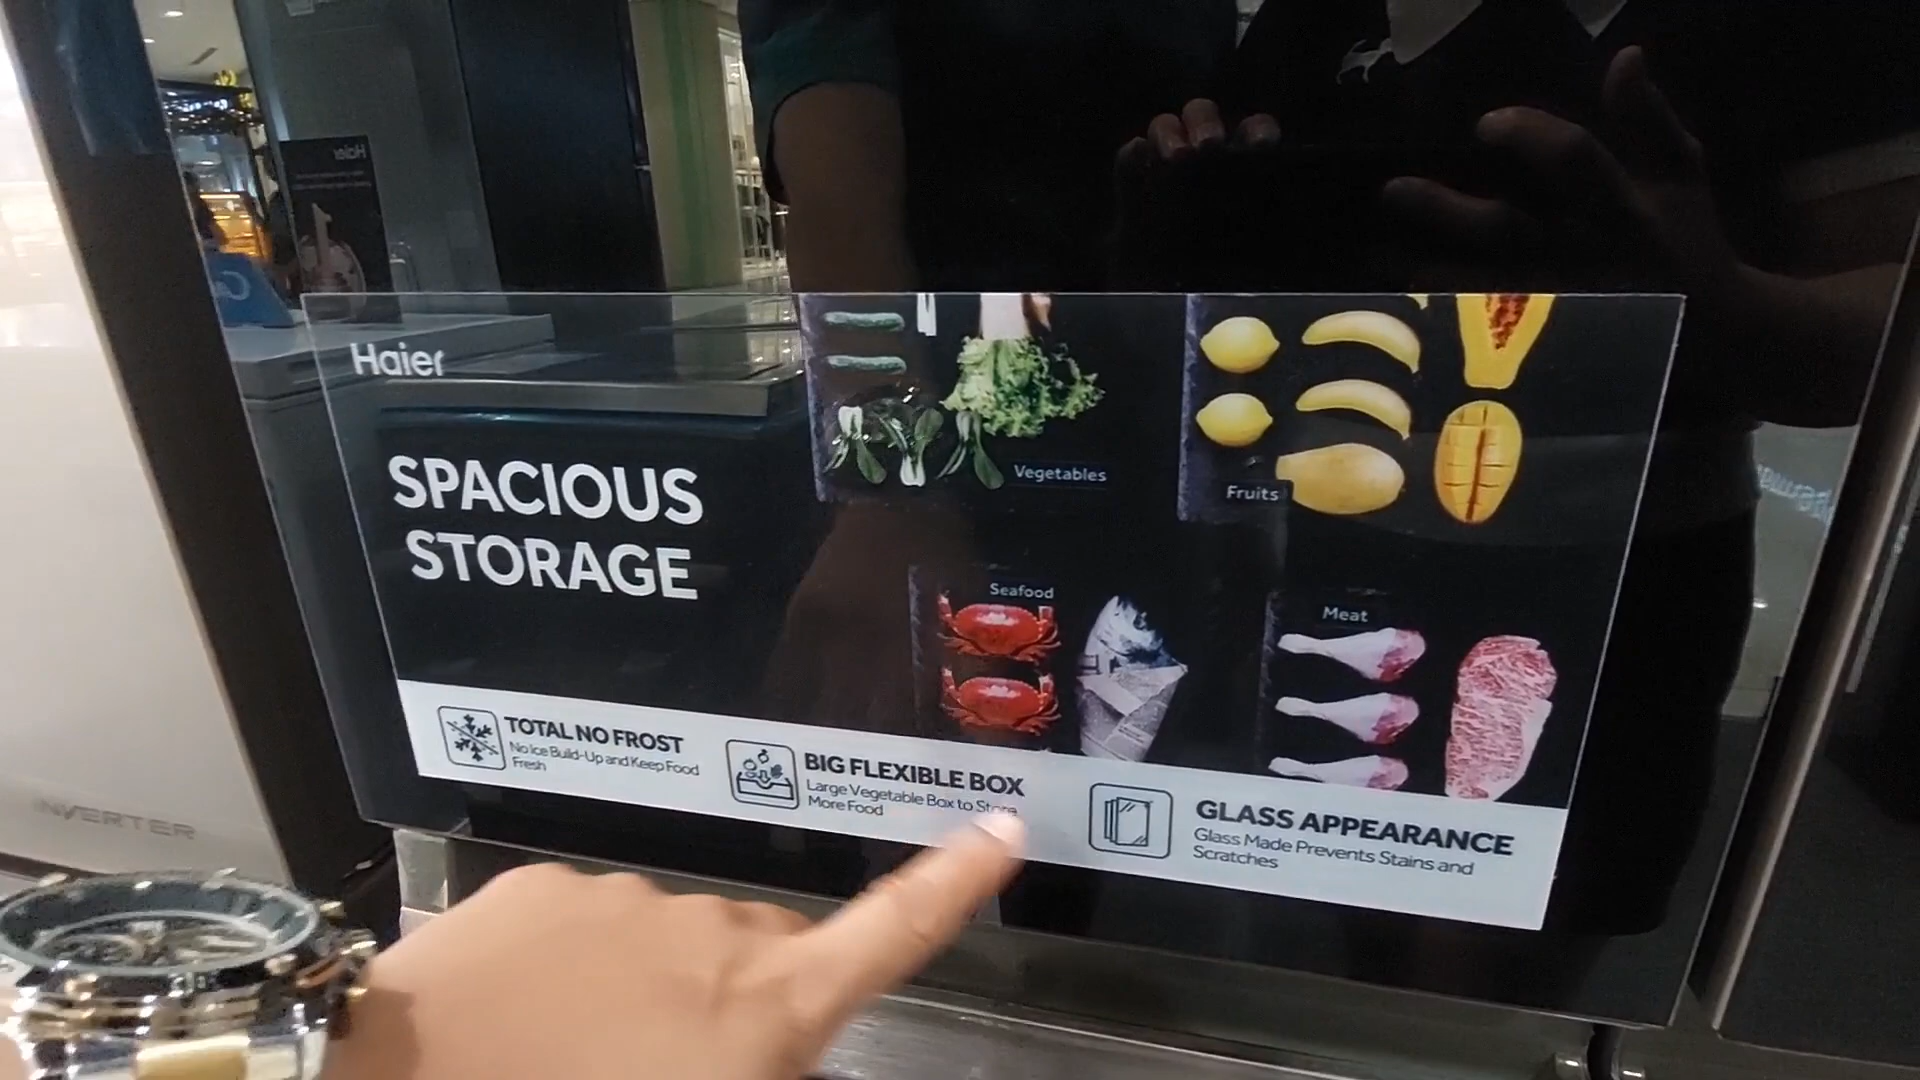 Haier
SPACIOUS
STORAGE
Vegetables
Fruits
Seafood
Meat
TOTAL NO FROST
No Ice Build-Up and Keep Food
Fresh
BIG FLEXIBLE BOX
Large Vegetable Box to Store
More Food
GLASS APPEARANCE
Glass Made Prevents Stains and
Scratches
INVERTER
Haier